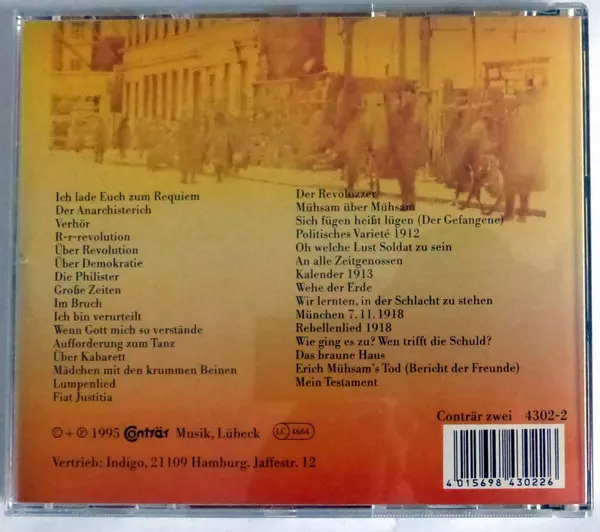 Ich lade Euch zum Requiem
Der Anarchisterich
Verhör
R-r-revolution
Über Revolution
Über Demokratie
Die Philister
Große Zeiten
Im Bruch
Ich bin verurteilt
Wenn Gott mich so verstände
Aufforderung zum Tanz
Über Kabarett
Mädchen mit den krummen Beinen
Lumpenlied
Fiat Justitia
Der Revoluzzer
Mühsam über Mühsam
Sich fügen heißt lügen (Der Gefangene)
Politisches Varieté 1912
Oh welche Lust Soldat zu sein
An alle Zeitgenossen
Kalender 1913
Wehe der Erde
Wir lernten, in der Schlacht zu stehen
München 7. 11. 1918
Rebellenlied 1918
Wie ging es zu? Wen trifft die Schuld?
Das braune Haus
Erich Mühsam's Tod (Bericht der Freunde)
Mein Testament
Conträr zwei 4302-2
© + ℗ 1995 Conträr Musik, Lübeck LC 4664
Vertrieb: Indigo, 21109 Hamburg, Jaffestr. 12
4 015698 430226